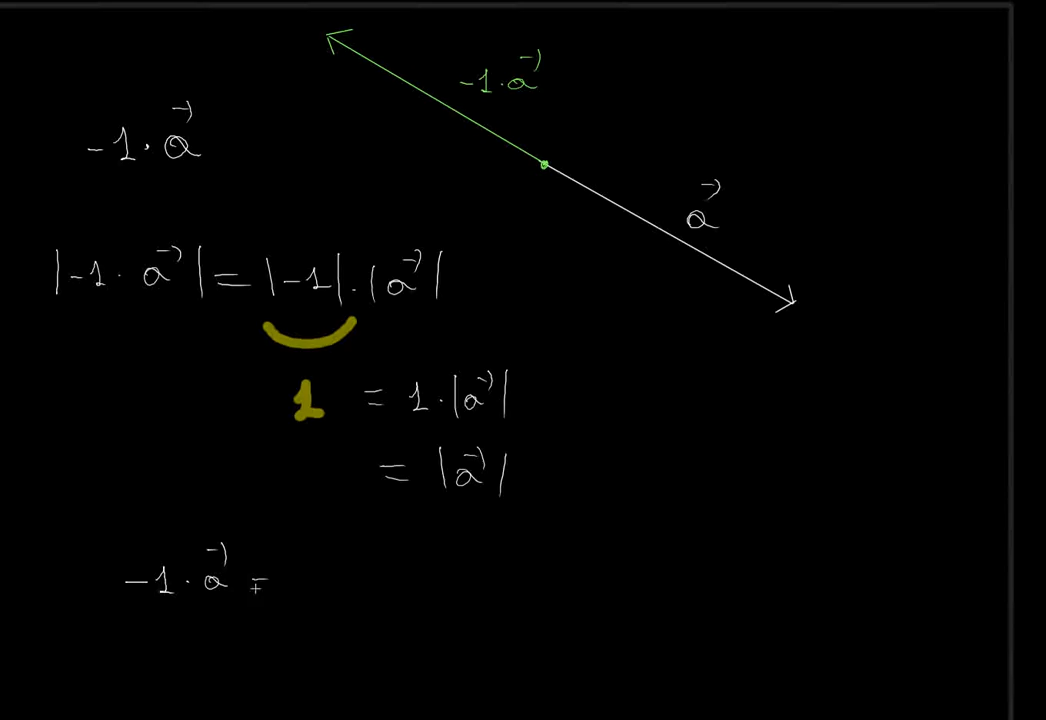 -1·a⃗
-1·a⃗
a⃗
|-1·a⃗| = |-1|·|a⃗|
1 = 1·|a⃗|
= |a⃗|
-1·a⃗ =